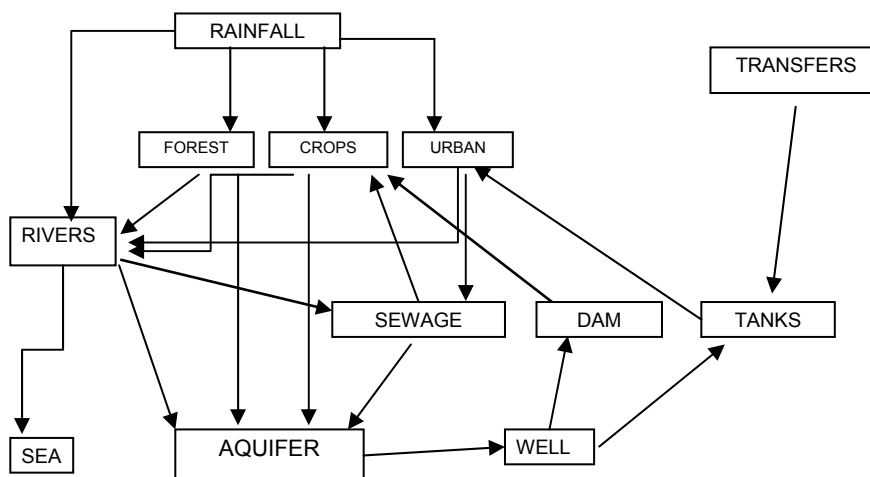 RAINFALL
TRANSFERS
FOREST
CROPS
URBAN
RIVERS
SEWAGE
DAM
TANKS
SEA
AQUIFER
WELL